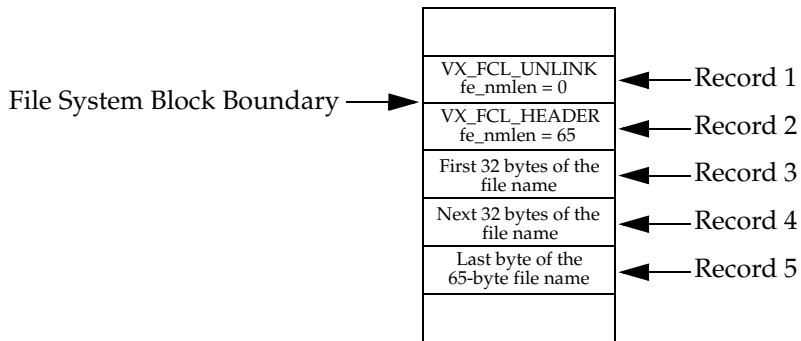 VX_FCL_UNLINK
fe_nmlen = 0
Record 1
File System Block Boundary
VX_FCL_HEADER
fe_nmlen = 65
Record 2
First 32 bytes of the
file name
Record 3
Next 32 bytes of the
file name
Record 4
Last byte of the
65-byte file name
Record 5